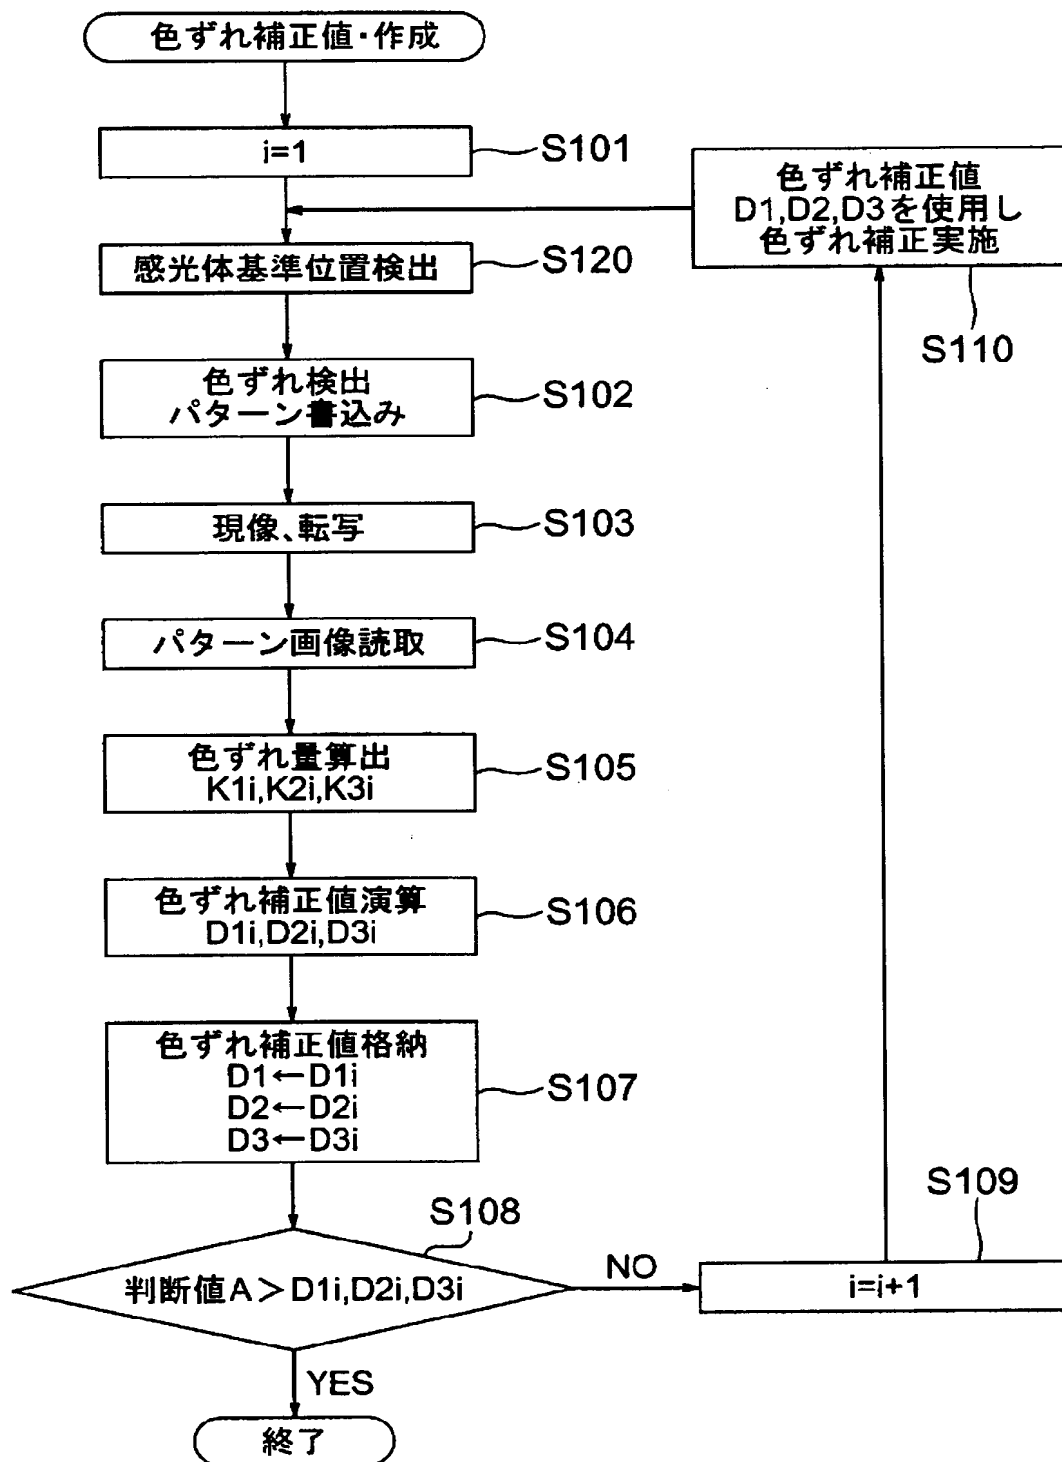 色ずれ補正値・作成
i=1
S101
色ずれ補正値
D1,D2,D3を使用し
色ずれ補正実施
S110
感光体基準位置検出
S120
色ずれ検出
パターン書込み
S102
現像、転写
S103
パターン画像読取
S104
色ずれ量算出
K1i,K2i,K3i
S105
色ずれ補正値演算
D1i,D2i,D3i
S106
色ずれ補正値格納
D1←D1i
D2←D2i
D3←D3i
S107
S108
判断値A>D1i,D2i,D3i
NO
S109
i=i+1
YES
終了